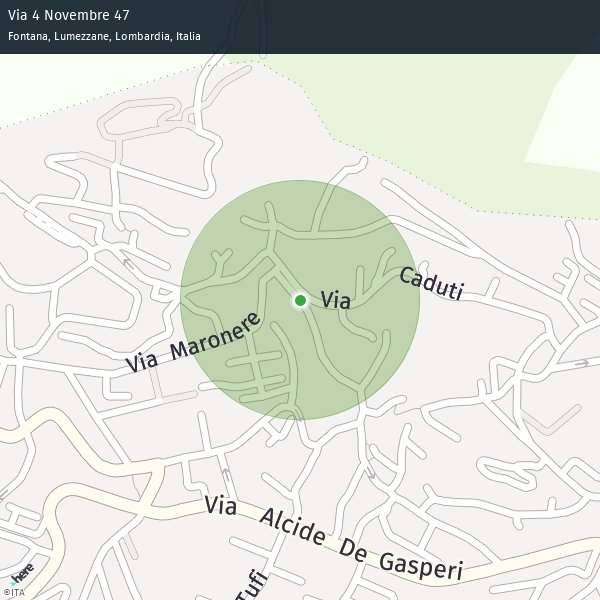 Via 4 Novembre 47
Fontana, Lumezzane, Lombardia, Italia
Via Caduti
Via Maronere
Via Alcide De Gasperi
Tufi
here
©ITA